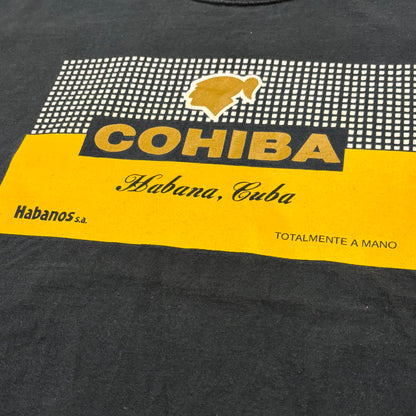 COHIBA
Habana, Cuba
Habanos s.a.
TOTALMENTE A MANO